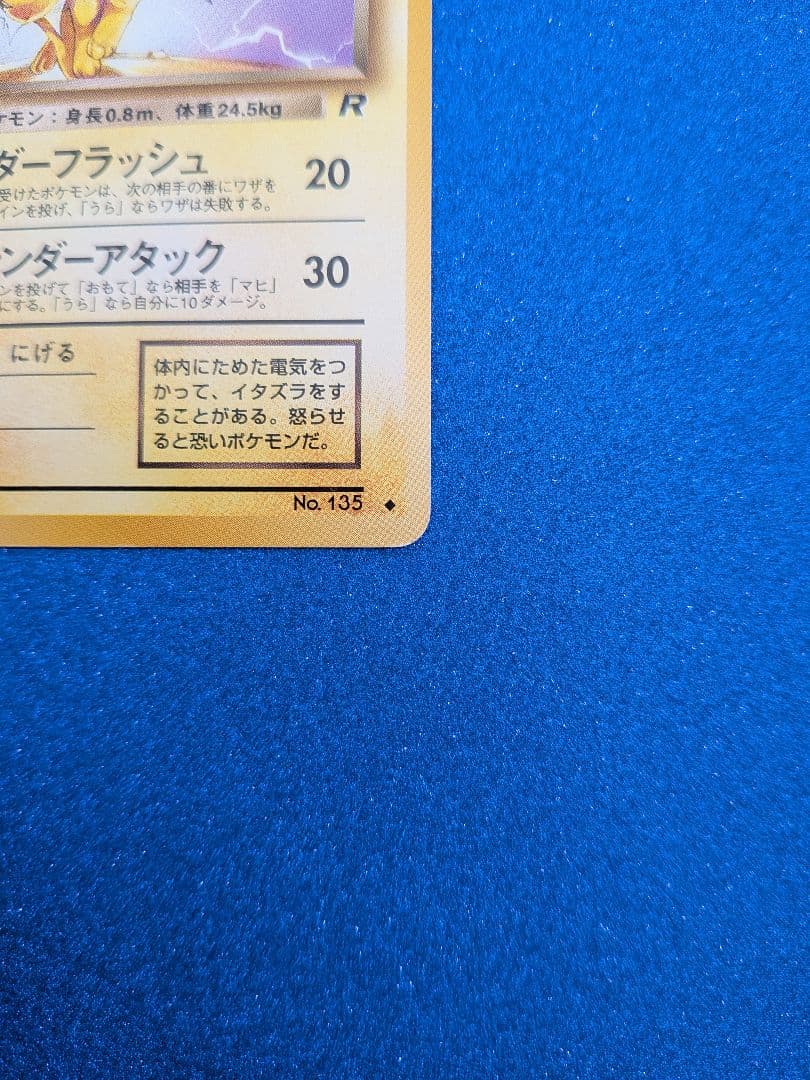 ケモン：身長0.8m、体重24.5kg R
ダーフラッシュ 20
受けたポケモンは、次の相手の番にワザを
インを投げ、「うら」ならワザは失敗する。
ンダーアタック 30
ンを投げて「おもて」なら相手を「マヒ」
にする。「うら」なら自分に10ダメージ。
にげる
体内にためた電気をつ
かって、イタズラをす
ることがある。怒らせ
ると恐いポケモンだ。
No. 135 ◆